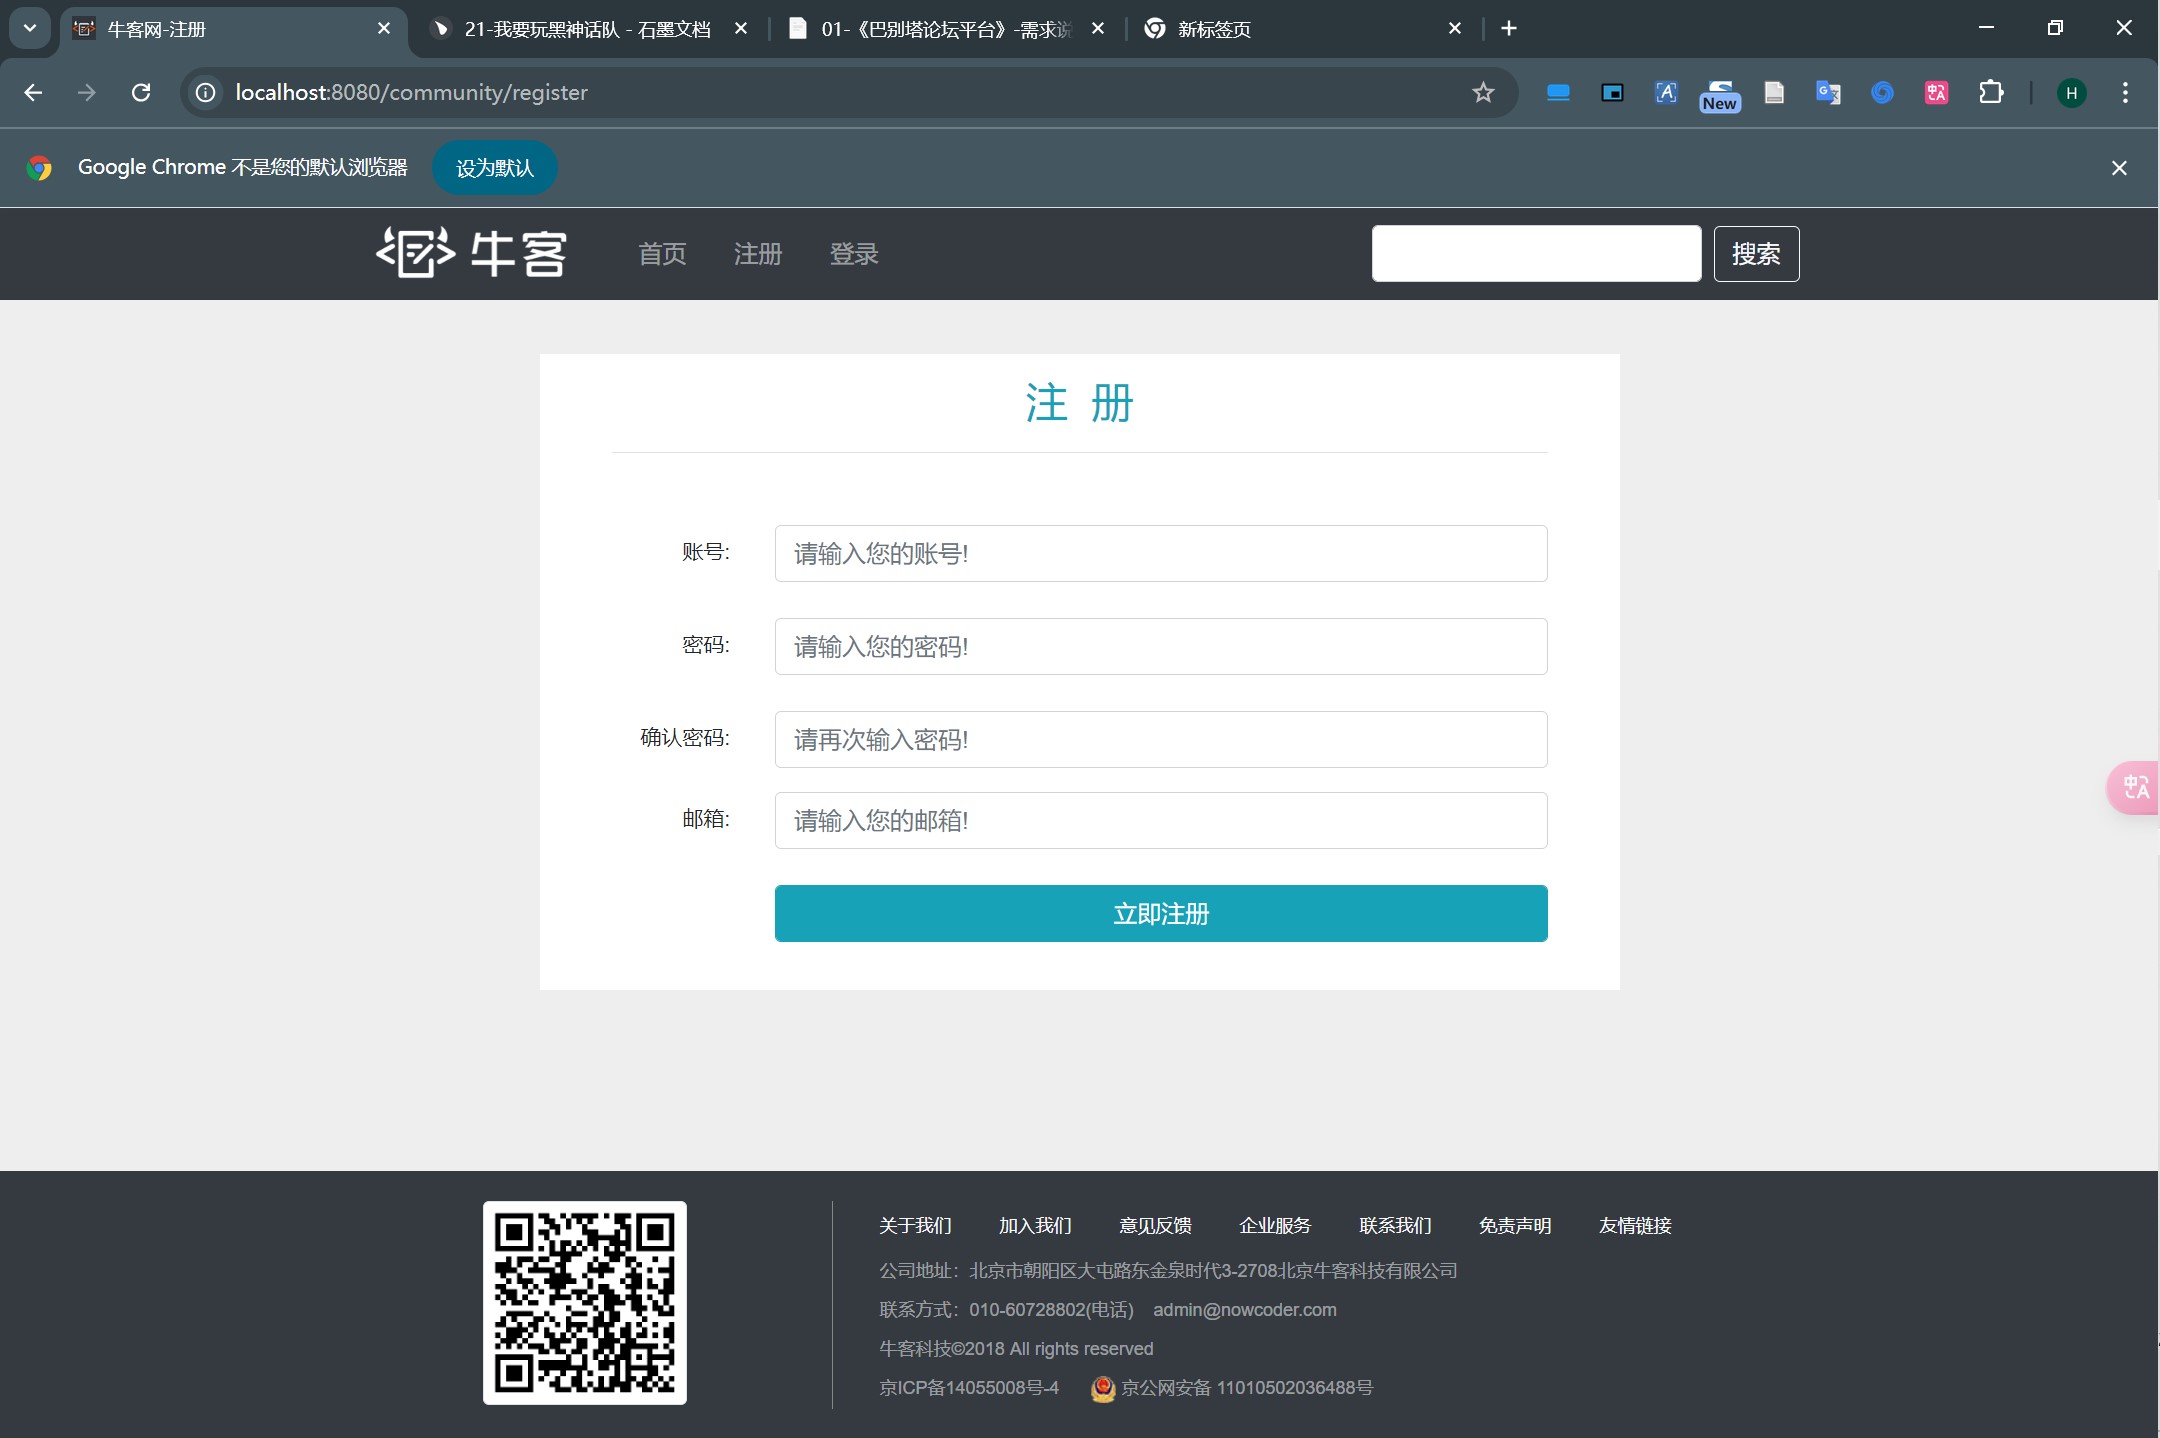 牛客网-注册
21-我要玩黑神话队 - 石墨文档
01-《巴别塔论坛平台》-需求说
新标签页
localhost:8080/community/register
New
H
Google Chrome 不是您的默认浏览器
设为默认
牛客
首页
注册
登录
搜索
注 册
账号:
请输入您的账号!
密码:
请输入您的密码!
确认密码:
请再次输入密码!
邮箱:
请输入您的邮箱!
立即注册
关于我们 加入我们 意见反馈 企业服务 联系我们 免责声明 友情链接
公司地址：北京市朝阳区大屯路东金泉时代3-2708北京牛客科技有限公司
联系方式：010-60728802(电话) admin@nowcoder.com
牛客科技©2018 All rights reserved
京ICP备14055008号-4 京公网安备 11010502036488号